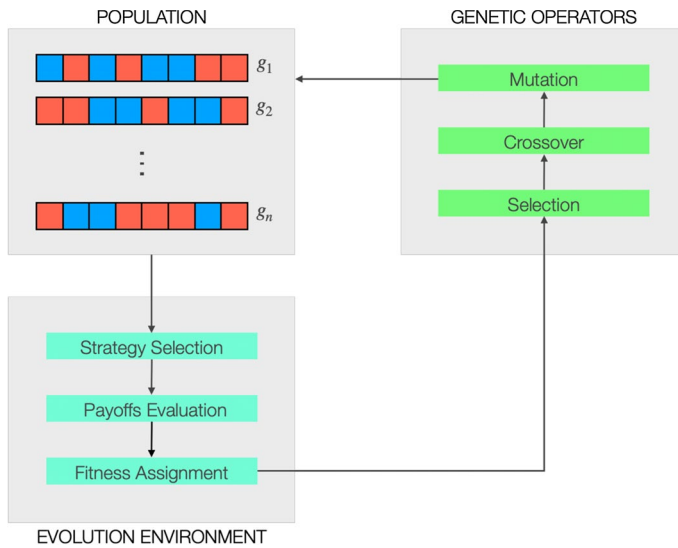 POPULATION
g1
g2
⋮
gn
GENETIC OPERATORS
Mutation
Crossover
Selection
Strategy Selection
Payoffs Evaluation
Fitness Assignment
EVOLUTION ENVIRONMENT